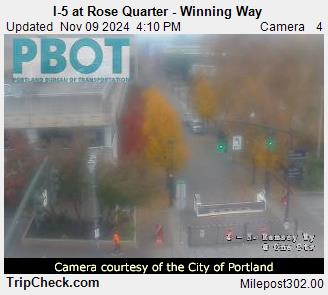 I-5 at Rose Quarter - Winning Way
Updated Nov 09 2024 4:10 PM Camera 4
PBOT
PORTLAND BUREAU OF TRANSPORTATION
Camera courtesy of the City of Portland
TripCheck.com Milepost302.00